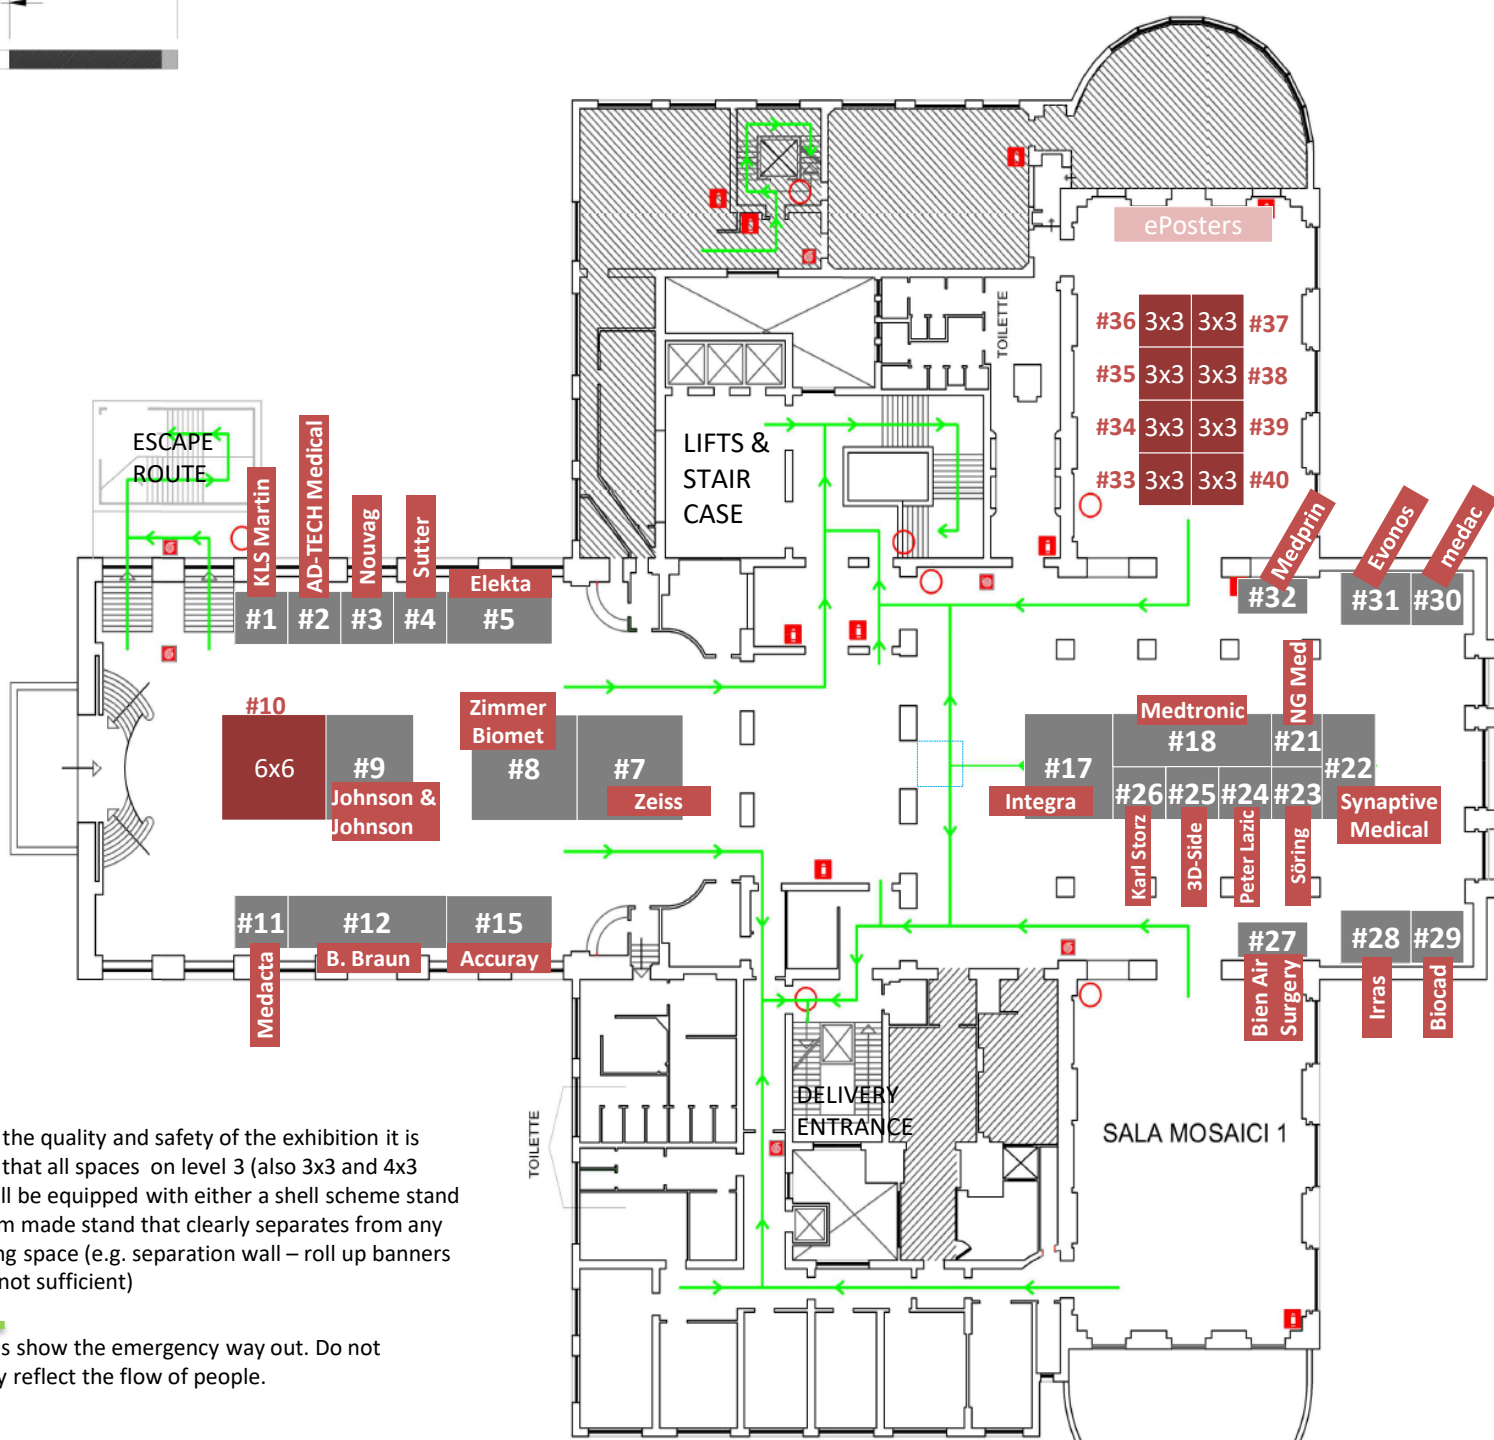 ePosters
TOILETTE
#36 3x3 3x3 #37
#35 3x3 3x3 #38
#34 3x3 3x3 #39
#33 3x3 3x3 #40
ESCAPE
ROUTE
LIFTS &
STAIR
CASE
KLS Martin
AD-TECH Medical
Nouvag
Sutter
Elekta
#1 #2 #3 #4 #5
Medprin
Evonos
medac
#32 #31 #30
#10
6x6
#9
Johnson &
Johnson
Zimmer
Biomet
#8
#7
Zeiss
NG Med
Medtronic
#18 #21
#17
#22
Integra
#26 #25 #24 #23
Synaptive
Medical
Karl Storz
3D-Side
Peter Lazic
Söring
#11 #12 #15
Medacta
B. Braun
Accuray
#27 #28 #29
Bien Air
Surgery
Irras
Biocad
DELIVERY
ENTRANCE
TOILETTE
SALA MOSAICI 1
the quality and safety of the exhibition it is
that all spaces on level 3 (also 3x3 and 4x3
ll be equipped with either a shell scheme stand
m made stand that clearly separates from any
ng space (e.g. separation wall – roll up banners
not sufficient)
s show the emergency way out. Do not
y reflect the flow of people.